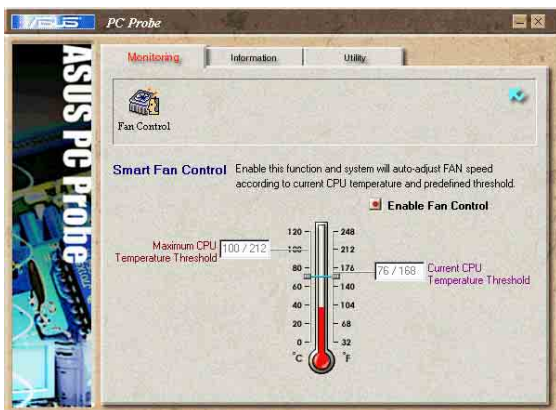 ASUS PC Probe
Monitoring Information Utility
ASUS PC Probe
Fan Control
Smart Fan Control Enable this function and system will auto-adjust FAN speed
according to current CPU temperature and predefined threshold.
Enable Fan Control
Maximum CPU
Temperature Threshold
100 / 212
120 248
100 212
80 176
60 140
40 104
20 68
0 32
°C °F
76 / 168
Current CPU
Temperature Threshold